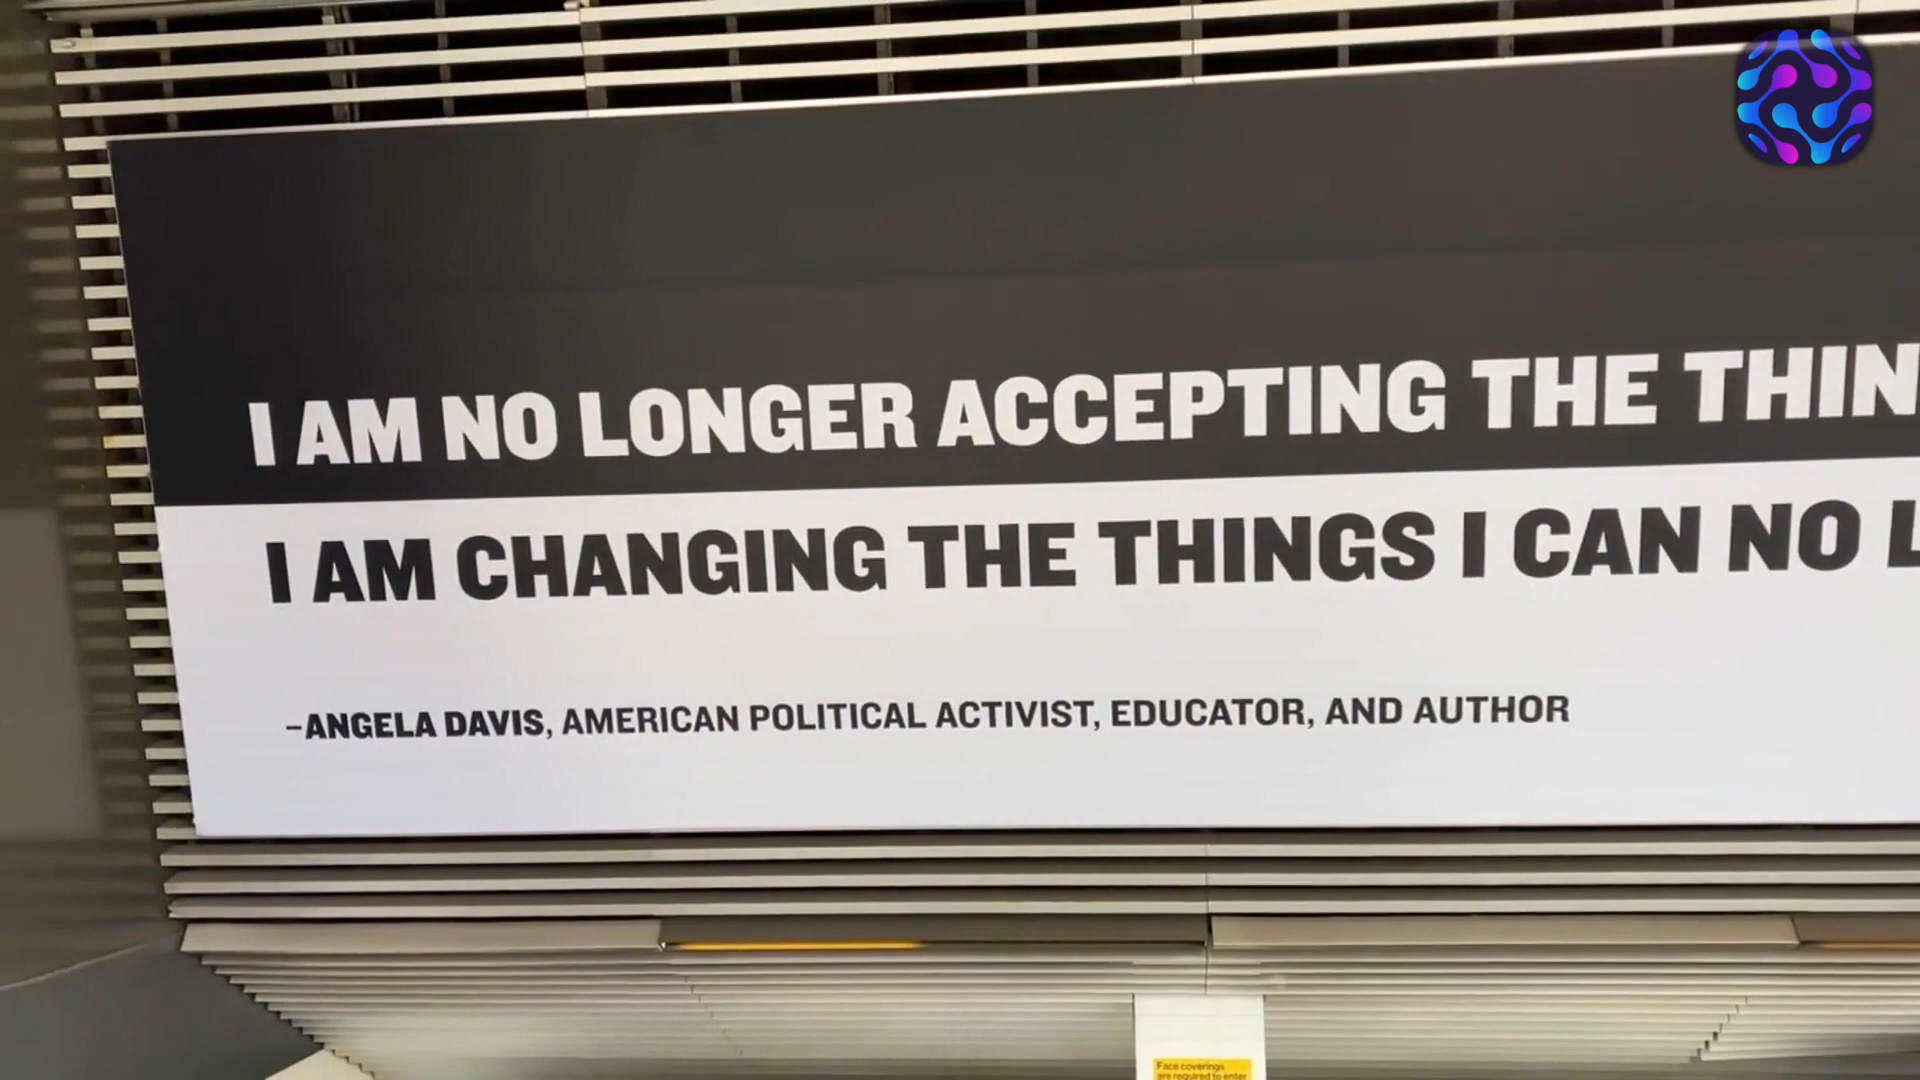 I AM NO LONGER ACCEPTING THE THIN
I AM CHANGING THE THINGS I CAN NO L
–ANGELA DAVIS, AMERICAN POLITICAL ACTIVIST, EDUCATOR, AND AUTHOR
Face coverings
are required to enter